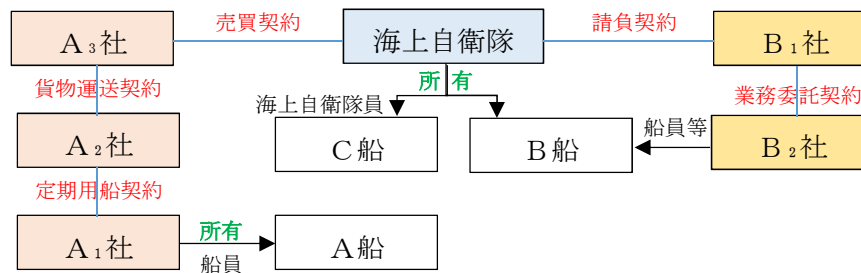 A₃社
売買契約
海上自衛隊
請負契約
B₁社
所有
貨物運送契約
海上自衛隊員
業務委託契約
A₂社
C船
B船
船員等
B₂社
定期用船契約
A₁社
所有
船員
A船